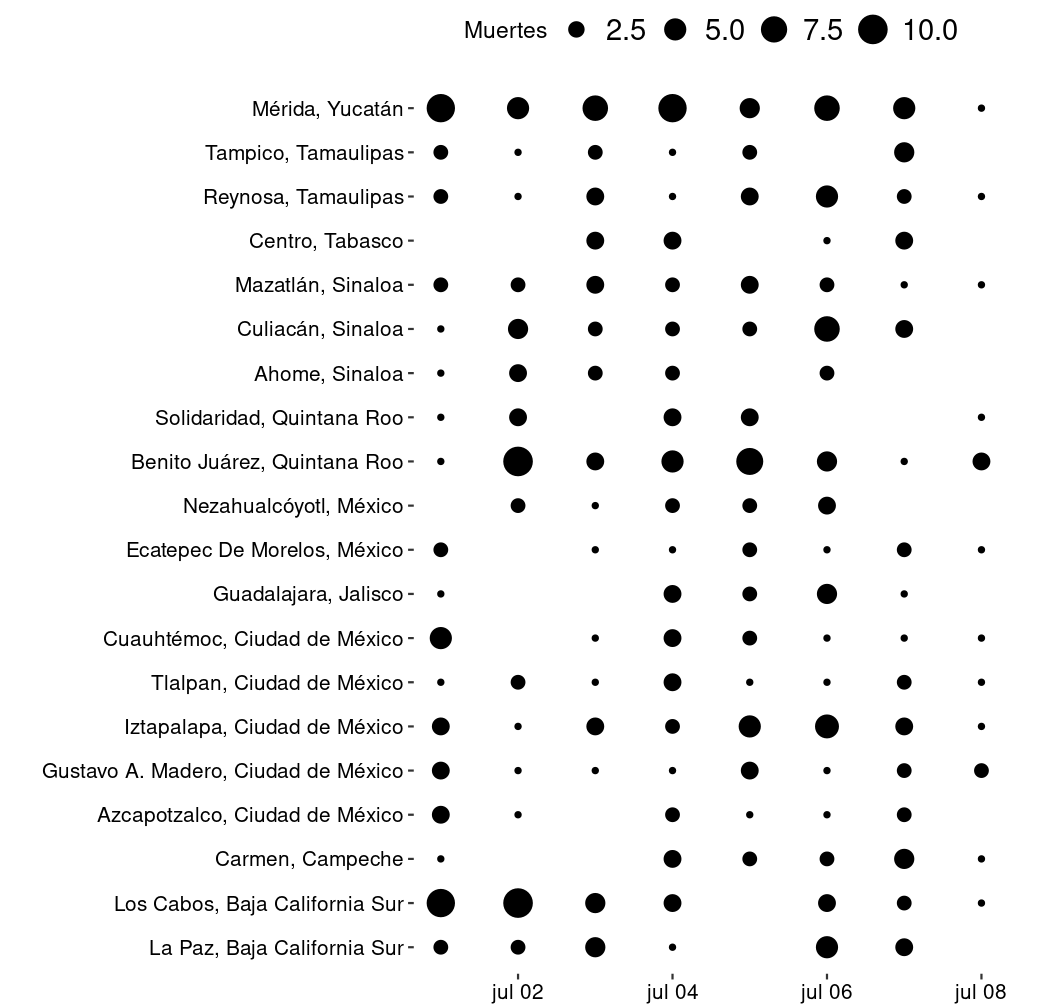 Muertes 2.5 5.0 7.5 10.0
Mérida, Yucatán
Tampico, Tamaulipas
Reynosa, Tamaulipas
Centro, Tabasco
Mazatlán, Sinaloa
Culiacán, Sinaloa
Ahome, Sinaloa
Solidaridad, Quintana Roo
Benito Juárez, Quintana Roo
Nezahualcóyotl, México
Ecatepec De Morelos, México
Guadalajara, Jalisco
Cuauhtémoc, Ciudad de México
Tlalpan, Ciudad de México
Iztapalapa, Ciudad de México
Gustavo A. Madero, Ciudad de México
Azcapotzalco, Ciudad de México
Carmen, Campeche
Los Cabos, Baja California Sur
La Paz, Baja California Sur
jul 02 jul 04 jul 06 jul 08